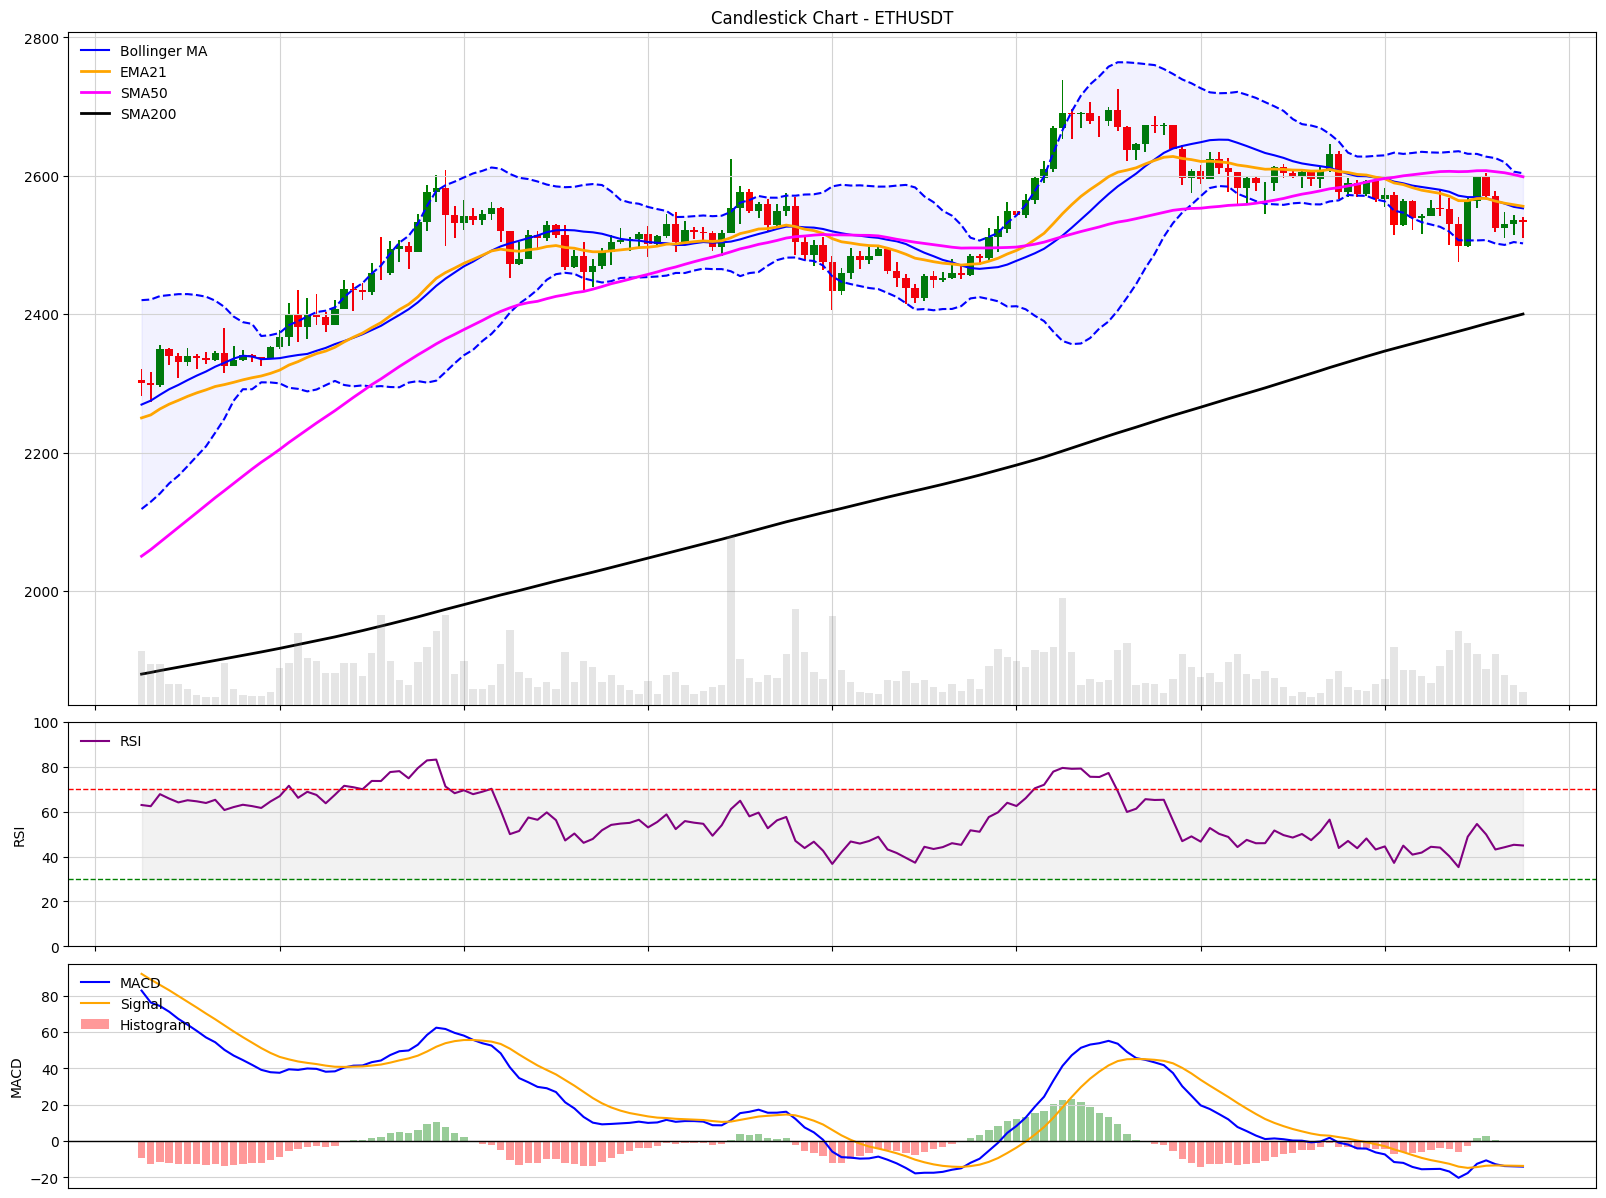 Candlestick Chart - ETHUSDT
2800
2600
2400
2200
2000
Bollinger MA
EMA21
SMA50
SMA200
100
80
60
40
20
0
RSI
RSI
80
60
40
20
0
−20
MACD
MACD
Signal
Histogram